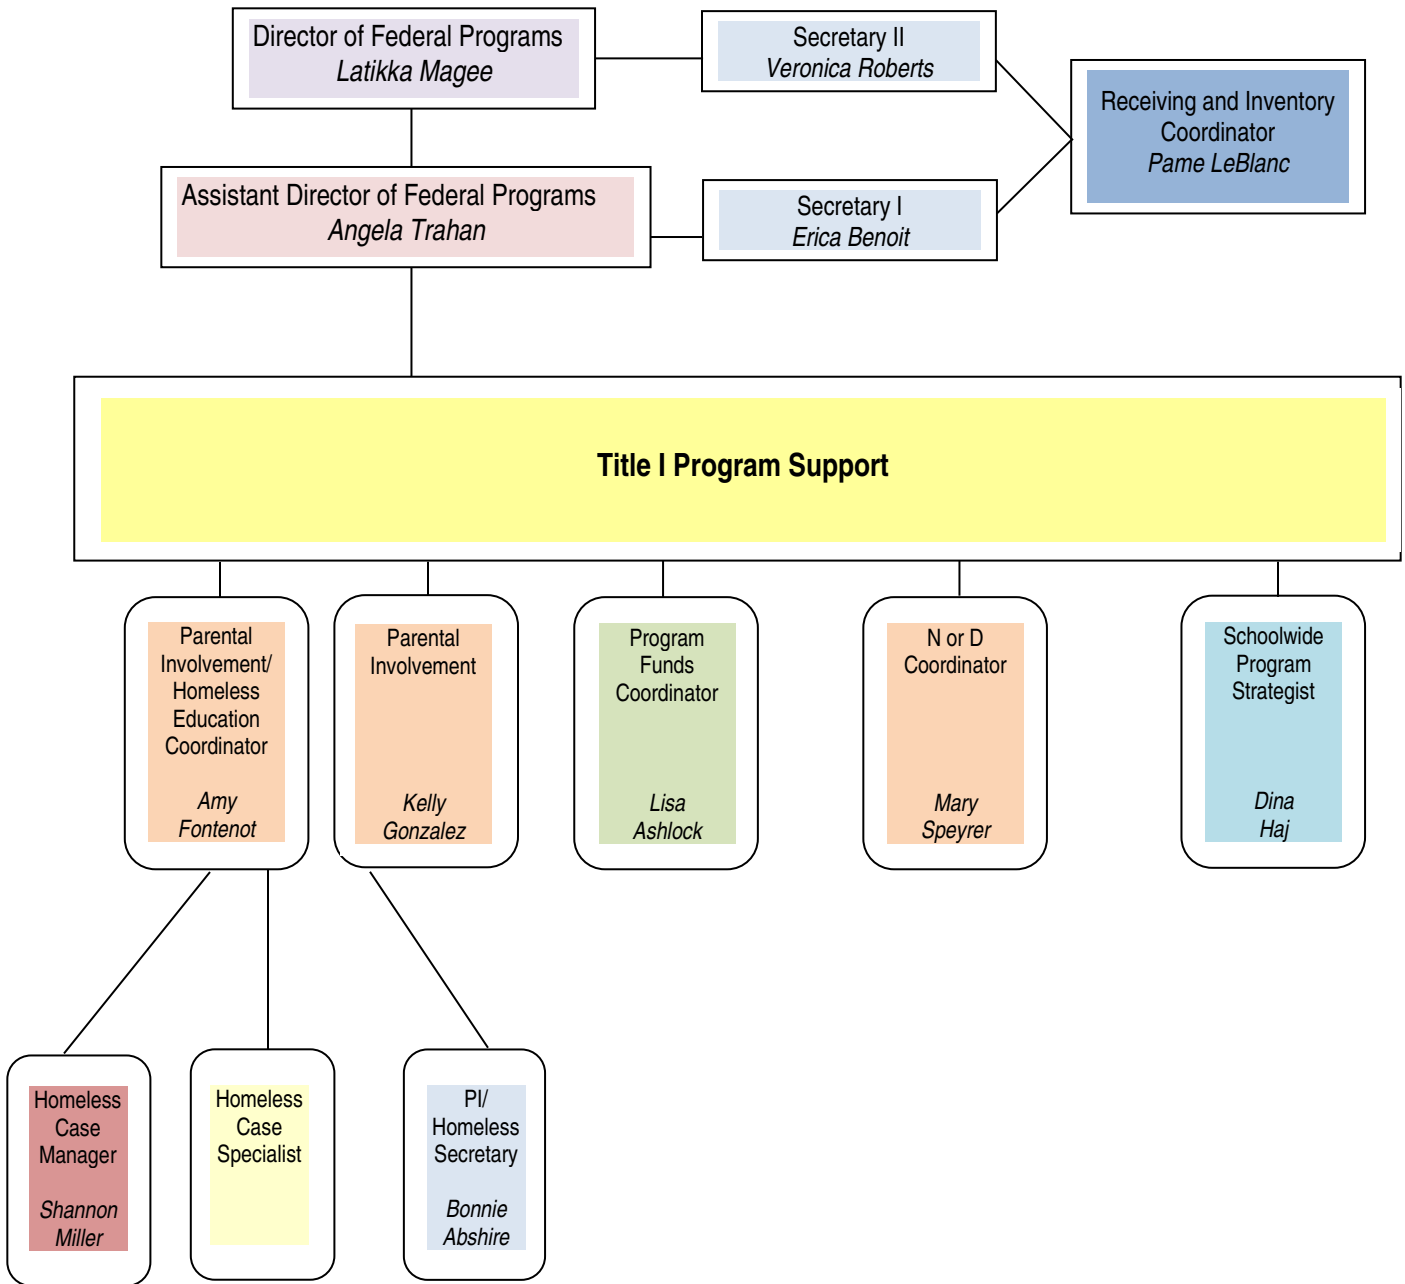 Director of Federal Programs
Latikka Magee
Secretary II
Veronica Roberts
Receiving and Inventory
Coordinator
Pame LeBlanc
Assistant Director of Federal Programs
Angela Trahan
Secretary I
Erica Benoit
Title I Program Support
Parental
Involvement/
Homeless
Education
Coordinator
Amy
Fontenot
Parental
Involvement
Kelly
Gonzalez
Program
Funds
Coordinator
Lisa
Ashlock
N or D
Coordinator
Mary
Speyrer
Schoolwide
Program
Strategist
Dina
Haj
Homeless
Case
Manager
Shannon
Miller
Homeless
Case
Specialist
PI/
Homeless
Secretary
Bonnie
Abshire